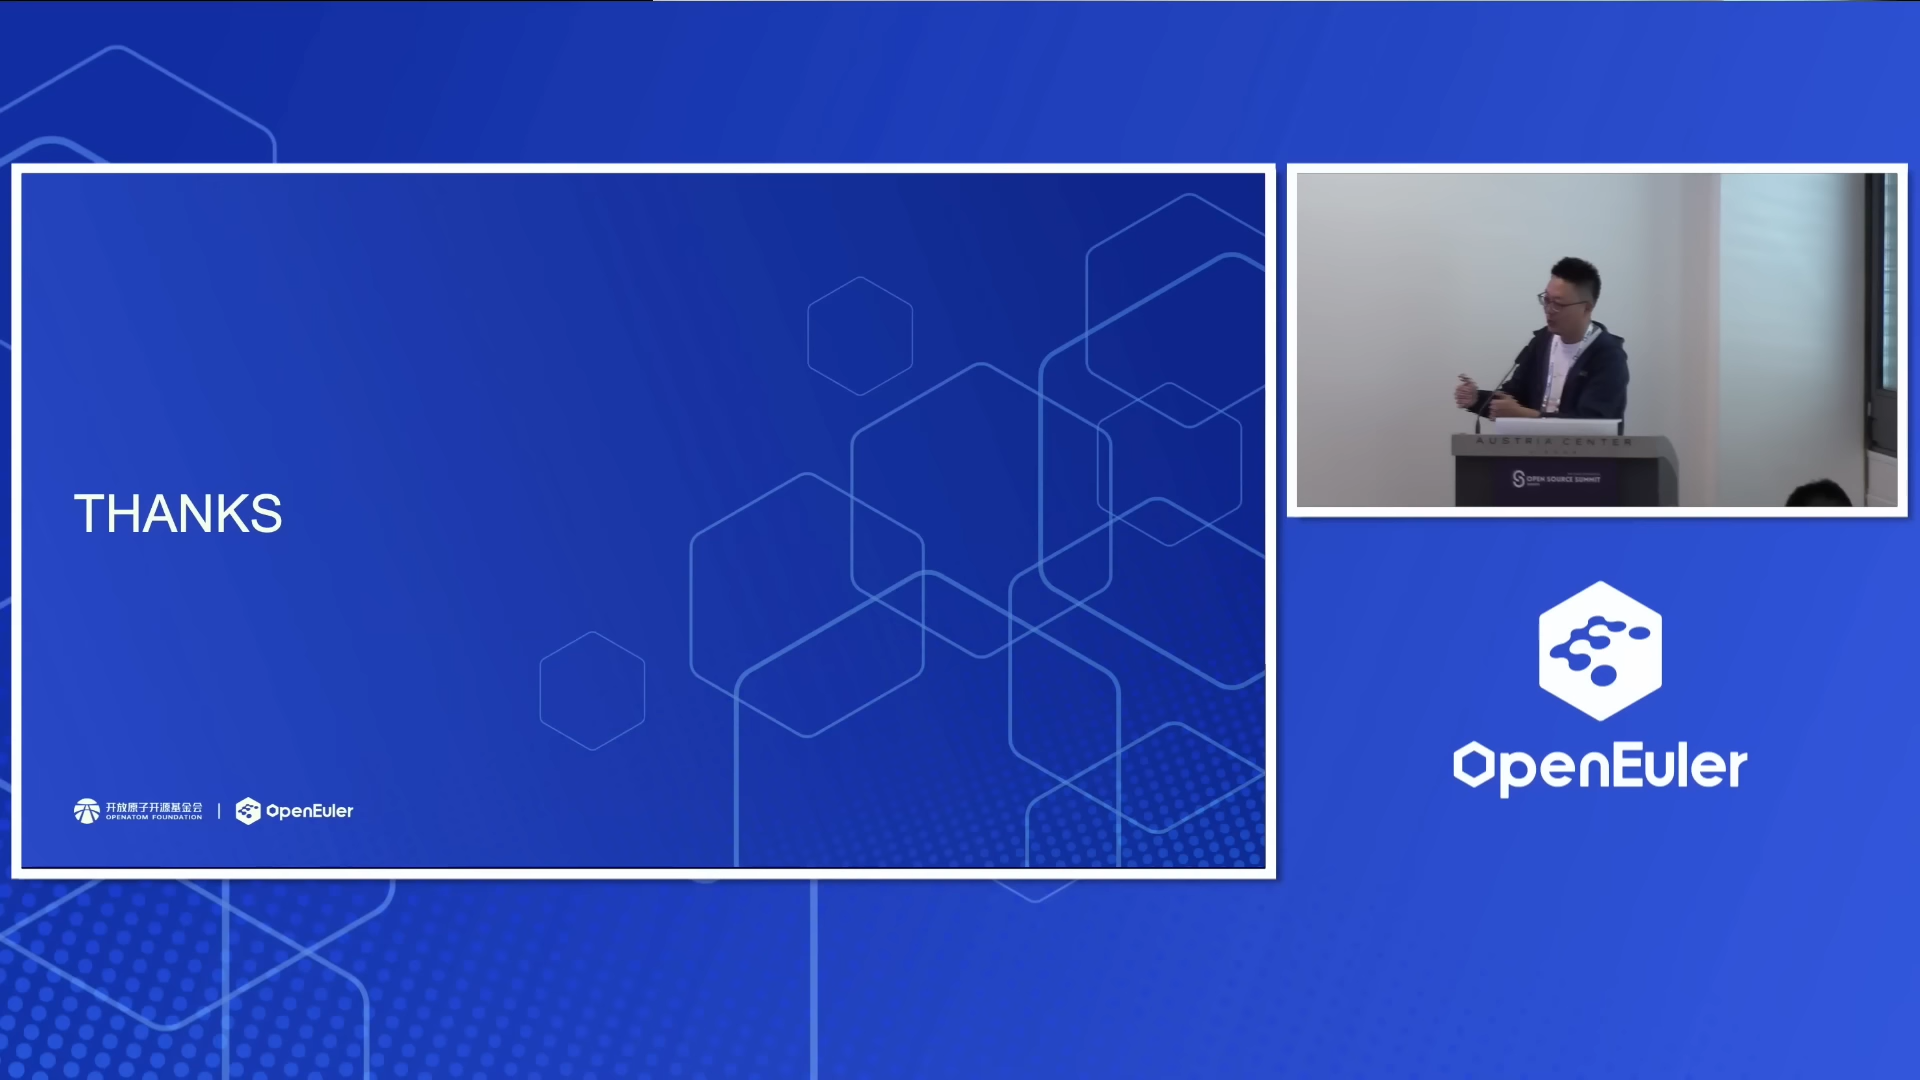 THANKS
开放原子开源基金会
OPENATOM FOUNDATION
OpenEuler
AUSTRIA CENTER
OPEN SOURCE SUMMIT
OpenEuler